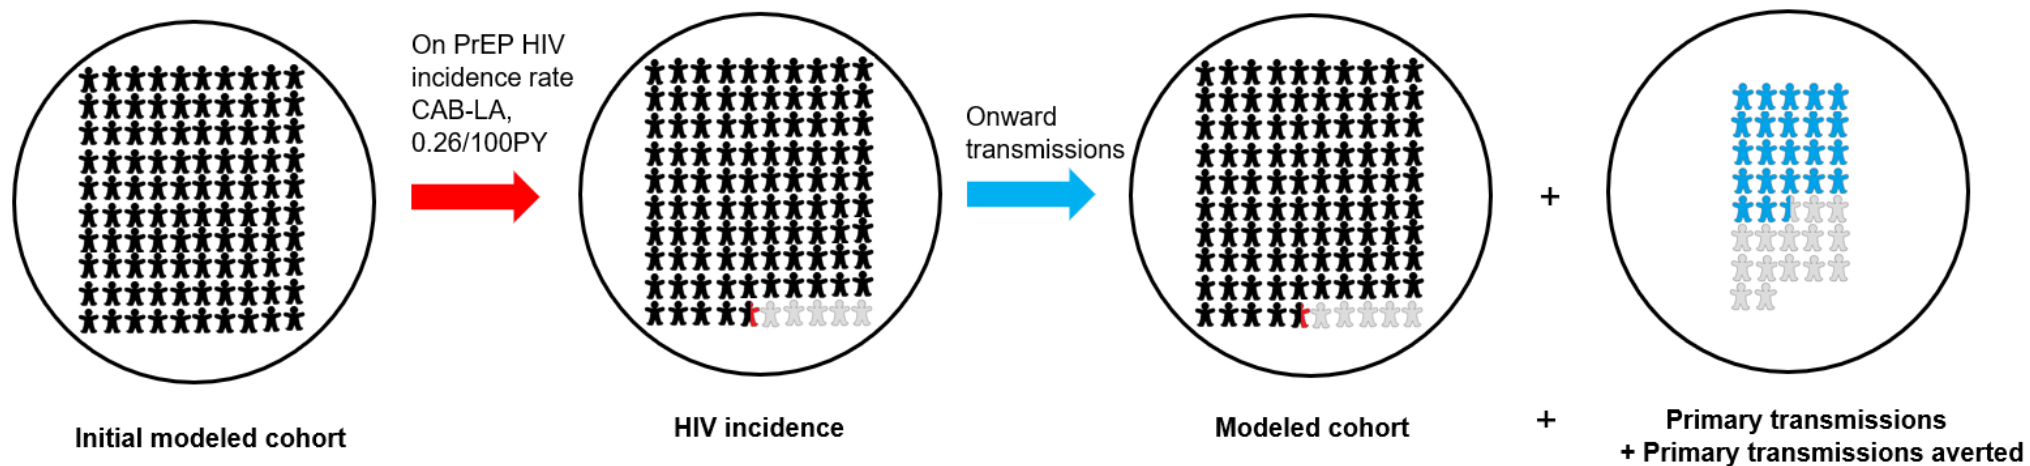 On PrEP HIV
incidence rate
CAB-LA,
0.26/100PY
Onward
transmissions
+
Initial modeled cohort
HIV incidence
Modeled cohort
+
Primary transmissions
+ Primary transmissions averted